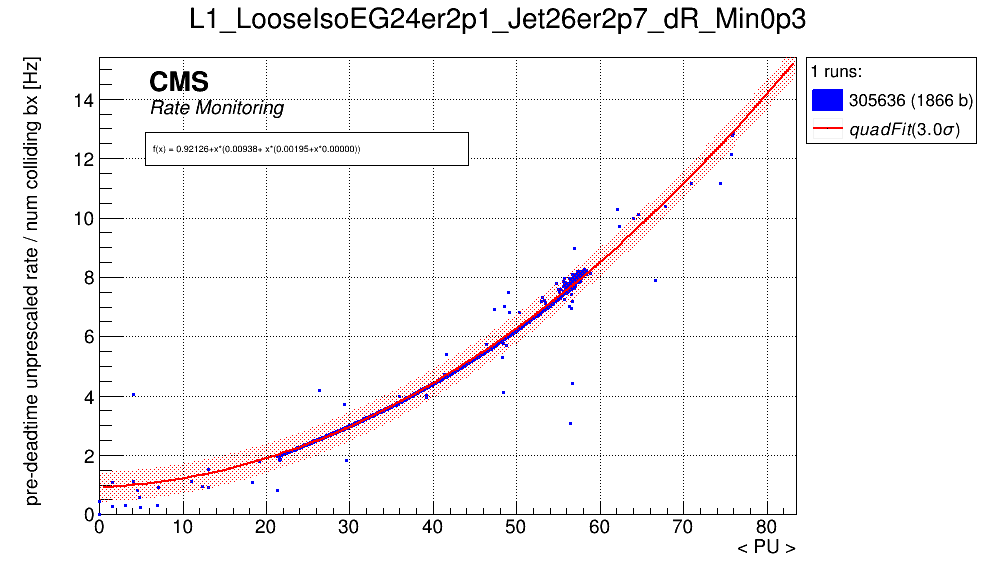 L1_LooseIsoEG24er2p1_Jet26er2p7_dR_Min0p3
pre-deadtime unprescaled rate / num colliding bx [Hz]
CMS
Rate Monitoring
f(x) = 0.92126+x*(0.00938+ x*(0.00195+x*0.00000))
1 runs:
305636 (1866 b)
quadFit(3.0σ)
14
12
10
8
6
4
2
0
0 10 20 30 40 50 60 70 80
< PU >